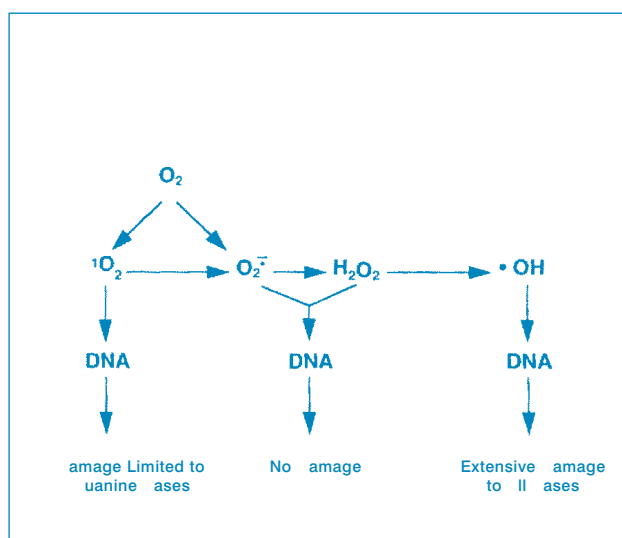 O₂
¹O₂ O₂∸ H₂O₂ • OH
DNA DNA DNA
amage Limited to No amage Extensive amage
uanine ases to ll ases